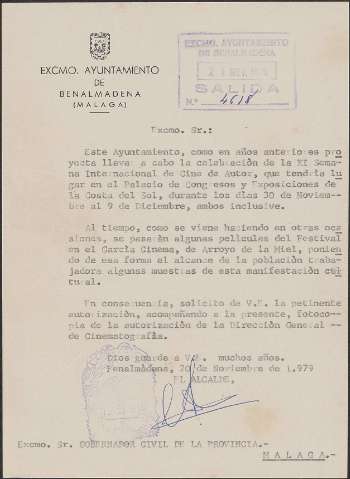 EXCMO. AYUNTAMIENTO
DE
BENALMADENA
(MALAGA)
EXCMO. AYUNTAMIENTO
DE BENALMADENA
SALIDA
N.º 4618
Excmo. Sr.:
Este Ayuntamiento, como en años anteriores pro
yecta llevar a cabo la celebración de la XI Sema
na Internacional de Cine de Autor, que tendría lu
gar en el Palacio de Congresos y Exposiciones de
la Costa del Sol, durante los días 30 de Noviem-
bre al 9 de Diciembre, ambos inclusive.
Al tiempo, como se viene haciendo en otras oca
siones, se pasarán algunas películas del Festival
en el García Cinema, de Arroyo de la Miel, ponien
do de esa forma al alcance de la población traba-
jadora algunas muestras de esta manifestación cul
tural.
En consecuencia, solicito de V.E. la petinente
autorización, acompañando a la presente, fotoco--
pia de la autorización de la Dirección General --
de Cinematografía.
Dios guarde a V.E. muchos años.
Benalmádena, 20 de Noviembre de 1.979
EL ALCALDE,
Excmo. Sr. GOBERNADOR CIVIL DE LA PROVINCIA.-
M A L A G A.-